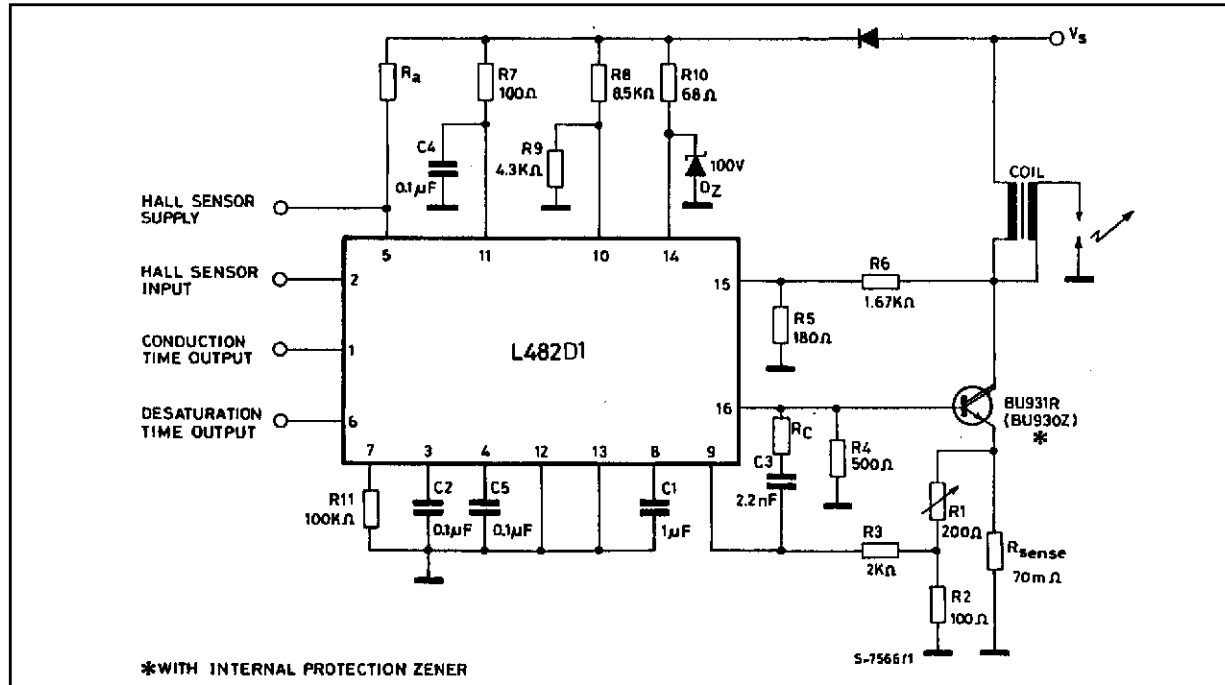 Vs
Ra
R7
100Ω
R8
8.5KΩ
R10
68Ω
C4
0.1µF
R9
4.3KΩ
100V
DZ
COIL
HALL SENSOR
SUPPLY
5
11
10
14
HALL SENSOR
INPUT
2
15
R6
1.67KΩ
R5
180Ω
CONDUCTION
TIME OUTPUT
1
L482D1
DESATURATION
TIME OUTPUT
6
16
BU931R
(BU930Z)
*
RC
R4
500Ω
C3
2.2nF
7
3
4
12
13
8
9
R11
100KΩ
C2
0.1µF
C5
0.1µF
C1
1µF
R3
2KΩ
R1
200Ω
Rsense
70mΩ
R2
100Ω
S-7566/1
*WITH INTERNAL PROTECTION ZENER